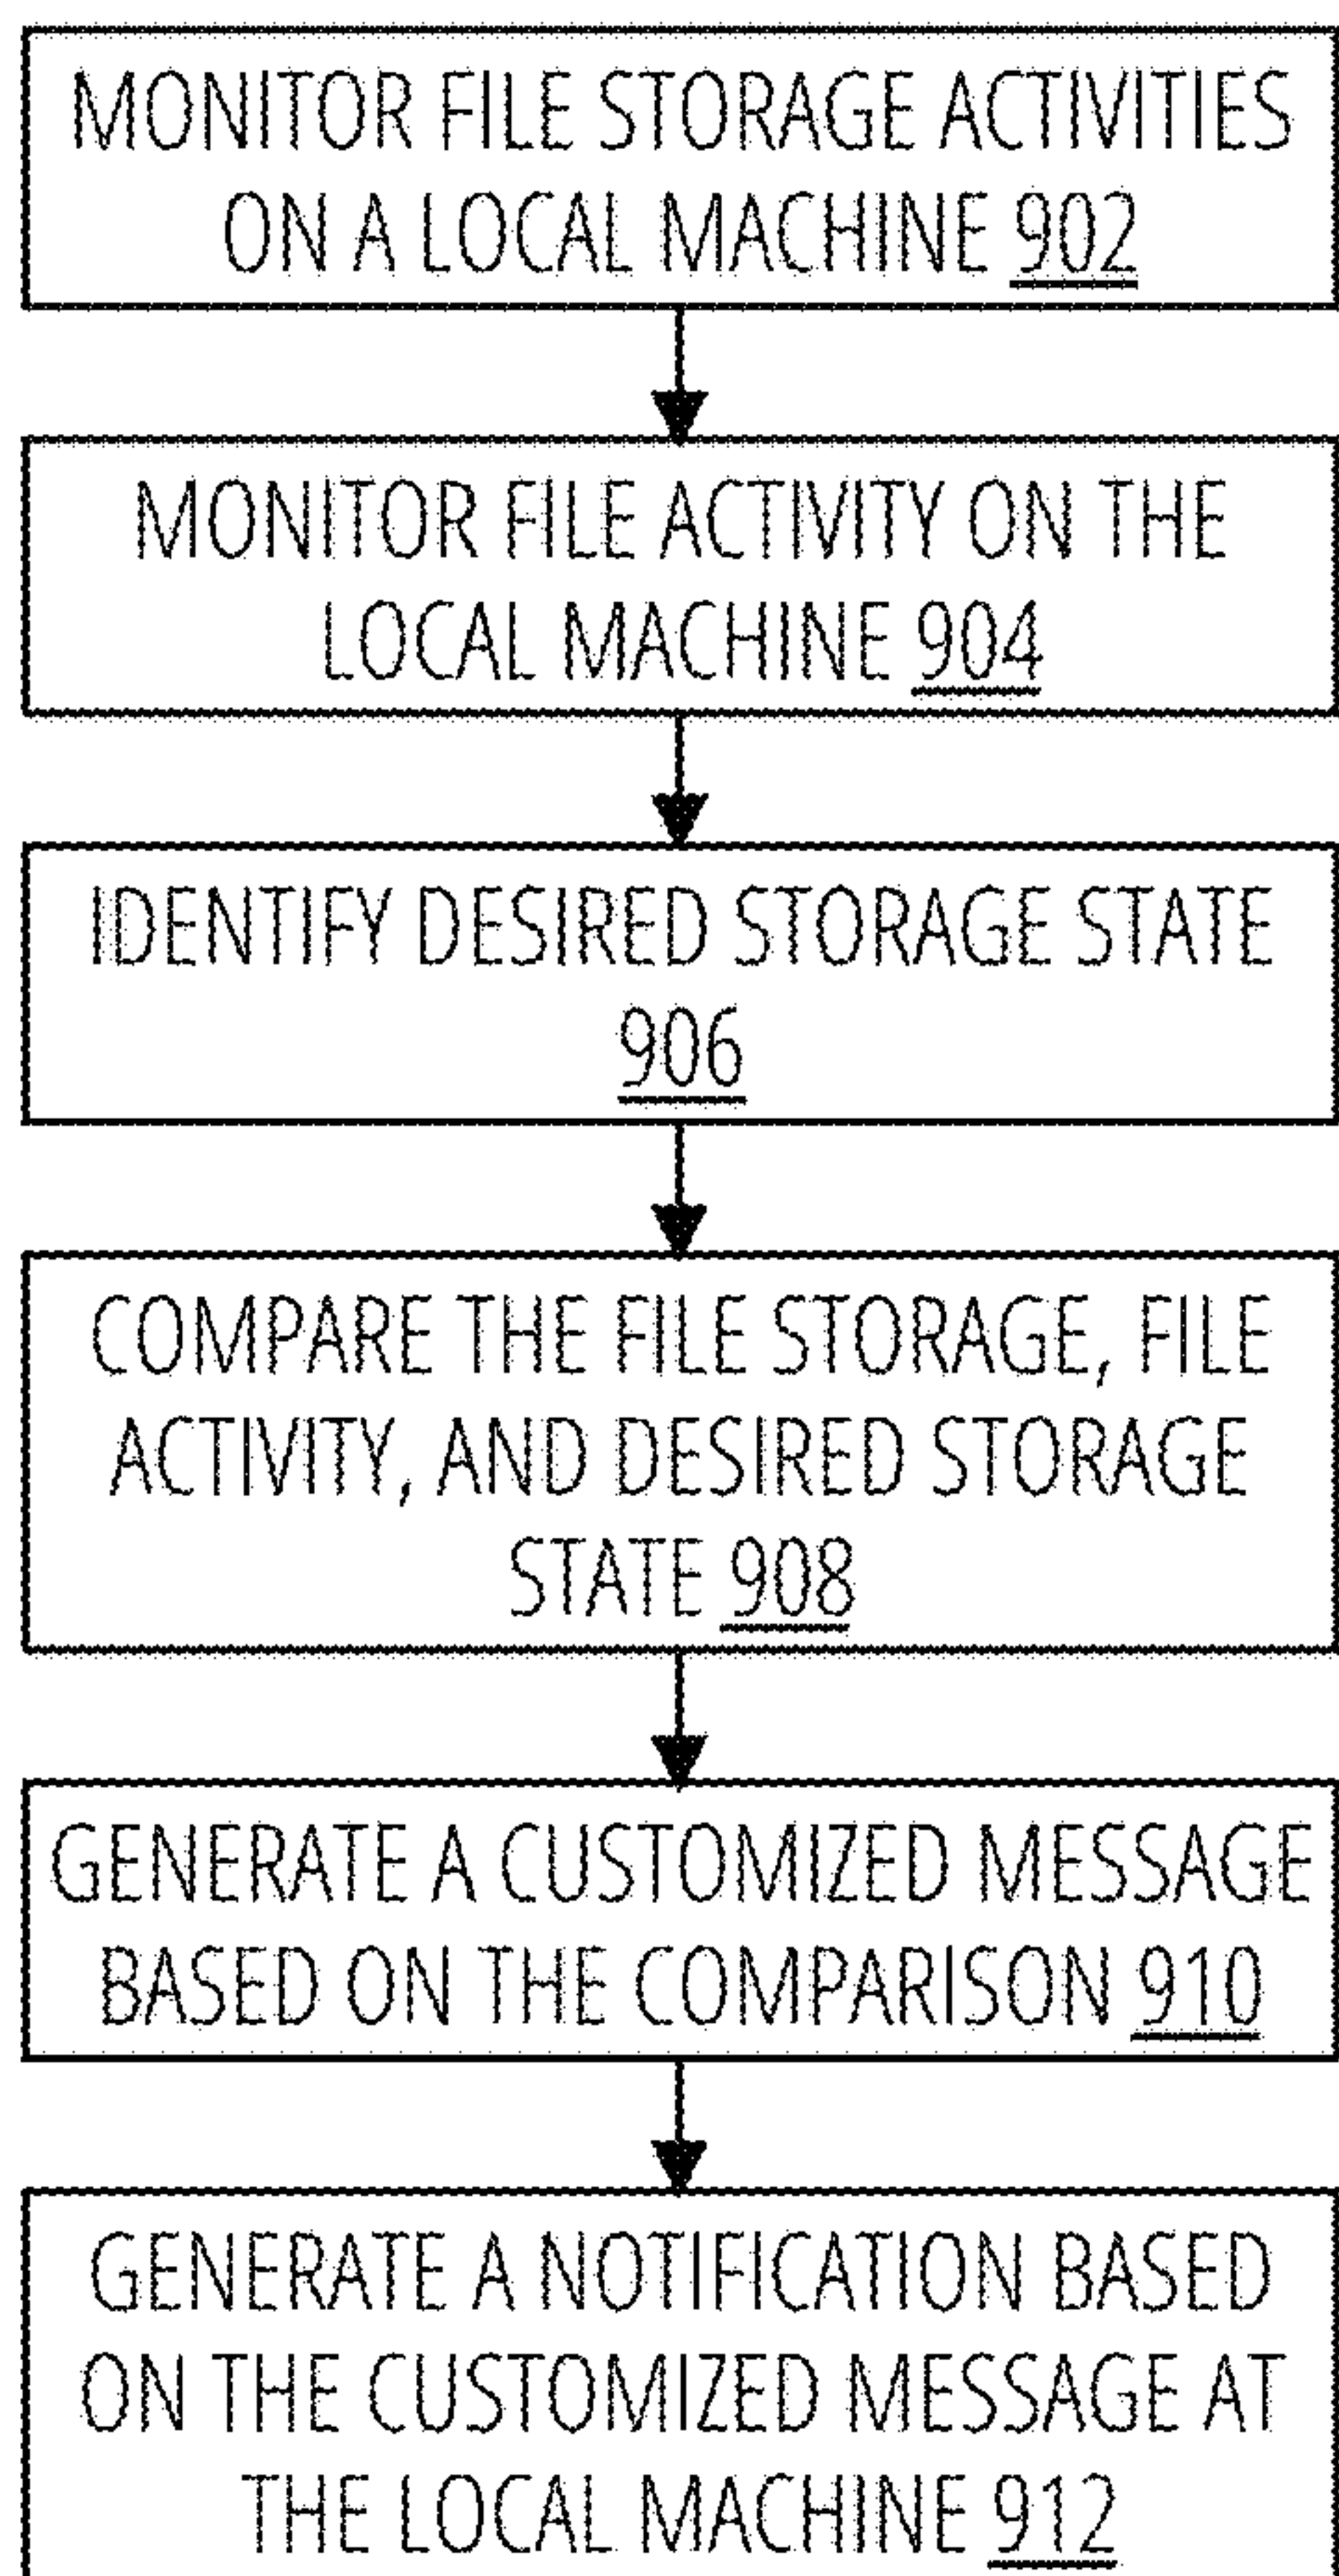 MONITOR FILE STORAGE ACTIVITIES
ON A LOCAL MACHINE 902
MONITOR FILE ACTIVITY ON THE
LOCAL MACHINE 904
IDENTIFY DESIRED STORAGE STATE
906
COMPARE THE FILE STORAGE, FILE
ACTIVITY, AND DESIRED STORAGE
STATE 908
GENERATE A CUSTOMIZED MESSAGE
BASED ON THE COMPARISON 910
GENERATE A NOTIFICATION BASED
ON THE CUSTOMIZED MESSAGE AT
THE LOCAL MACHINE 912